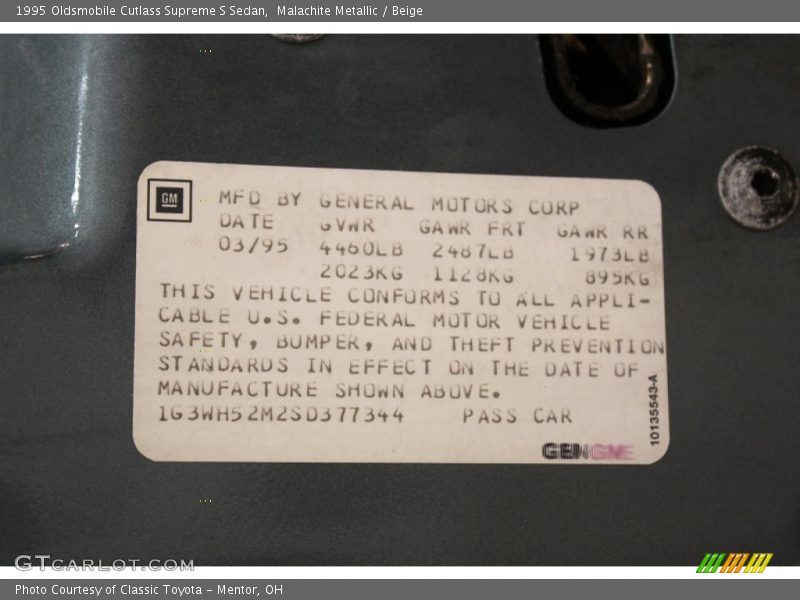 1995 Oldsmobile Cutlass Supreme S Sedan, Malachite Metallic / Beige
GM
MFD BY GENERAL MOTORS CORP
DATE GVWR GAWR FRT GAWR RR
03/95 4460LB 2487LB 1973LB
2023KG 1128KG 895KG
THIS VEHICLE CONFORMS TO ALL APPLI-
CABLE U.S. FEDERAL MOTOR VEHICLE
SAFETY, BUMPER, AND THEFT PREVENTION
STANDARDS IN EFFECT ON THE DATE OF
MANUFACTURE SHOWN ABOVE.
1G3WH52M2SD377344 PASS CAR
10135543-A
GTCARLOT.COM
Photo Courtesy of Classic Toyota - Mentor, OH